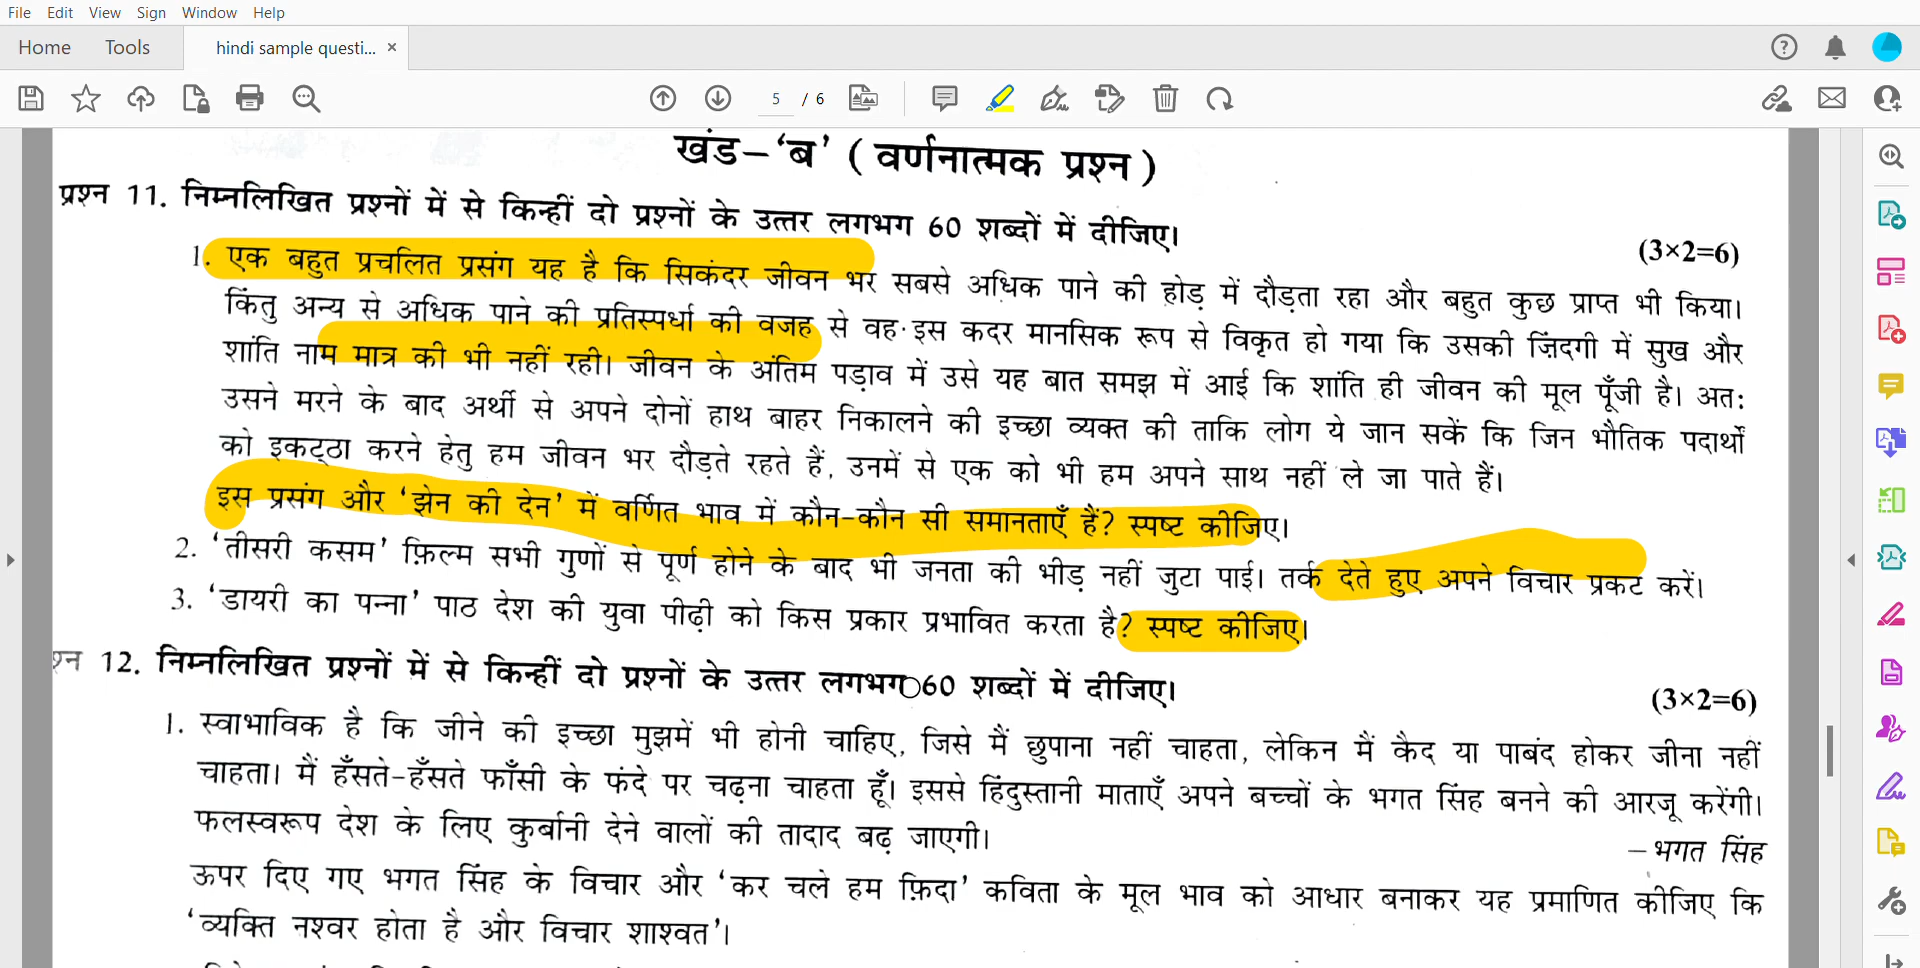 File Edit View Sign Window Help
Home Tools hindi sample questi... ×
5 / 6
खंड–‘ब’ ( वर्णनात्मक प्रश्न )
प्रश्न 11. निम्नलिखित प्रश्नों में से किन्हीं दो प्रश्नों के उत्तर लगभग 60 शब्दों में दीजिए।
(3×2=6)
1. एक बहुत प्रचलित प्रसंग यह है कि सिकंदर जीवन भर सबसे अधिक पाने की होड़ में दौड़ता रहा और बहुत कुछ प्राप्त भी किया।
किंतु अन्य से अधिक पाने की प्रतिस्पर्धा की वजह से वह इस कदर मानसिक रूप से विकृत हो गया कि उसकी ज़िंदगी में सुख और
शांति नाम मात्र की भी नहीं रही। जीवन के अंतिम पड़ाव में उसे यह बात समझ में आई कि शांति ही जीवन की मूल पूँजी है। अत:
उसने मरने के बाद अर्थी से अपने दोनों हाथ बाहर निकालने की इच्छा व्यक्त की ताकि लोग ये जान सकें कि जिन भौतिक पदार्थों
को इकट्ठा करने हेतु हम जीवन भर दौड़ते रहते हैं, उनमें से एक को भी हम अपने साथ नहीं ले जा पाते हैं।
इस प्रसंग और ‘झेन की देन’ में वर्णित भाव में कौन-कौन सी समानताएँ हैं? स्पष्ट कीजिए।
2. ‘तीसरी कसम’ फ़िल्म सभी गुणों से पूर्ण होने के बाद भी जनता की भीड़ नहीं जुटा पाई। तर्क देते हुए अपने विचार प्रकट करें।
3. ‘डायरी का पन्ना’ पाठ देश की युवा पीढ़ी को किस प्रकार प्रभावित करता है? स्पष्ट कीजिए।
श्न 12. निम्नलिखित प्रश्नों में से किन्हीं दो प्रश्नों के उत्तर लगभग 60 शब्दों में दीजिए।
(3×2=6)
1. स्वाभाविक है कि जीने की इच्छा मुझमें भी होनी चाहिए, जिसे मैं छुपाना नहीं चाहता, लेकिन मैं कैद या पाबंद होकर जीना नहीं
चाहता। मैं हँसते-हँसते फाँसी के फंदे पर चढ़ना चाहता हूँ। इससे हिंदुस्तानी माताएँ अपने बच्चों के भगत सिंह बनने की आरजू करेंगी।
फलस्वरूप देश के लिए कुर्बानी देने वालों की तादाद बढ़ जाएगी।
– भगत सिंह
ऊपर दिए गए भगत सिंह के विचार और ‘कर चले हम फ़िदा’ कविता के मूल भाव को आधार बनाकर यह प्रमाणित कीजिए कि
‘व्यक्ति नश्वर होता है और विचार शाश्वत’।